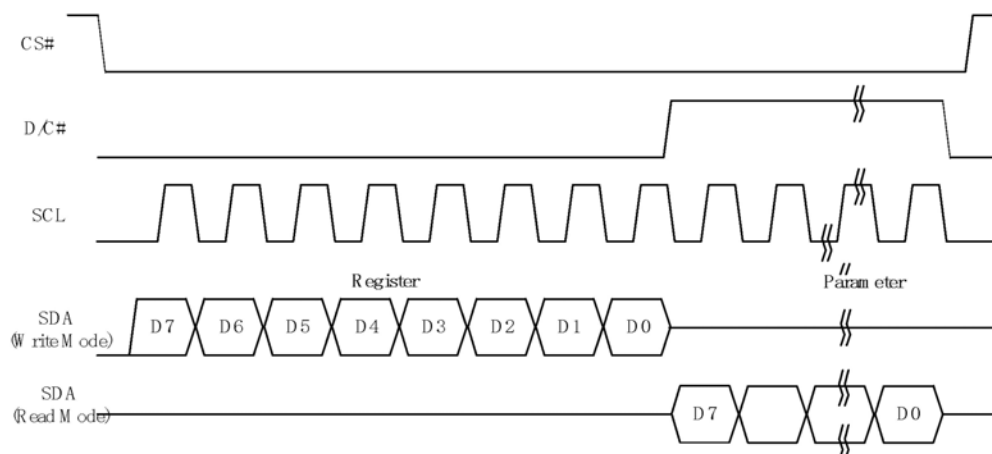 CS#
D/C#
SCL
Register Parameter
SDA
(Write Mode)
D7 D6 D5 D4 D3 D2 D1 D0
SDA
(Read Mode)
D7 D0